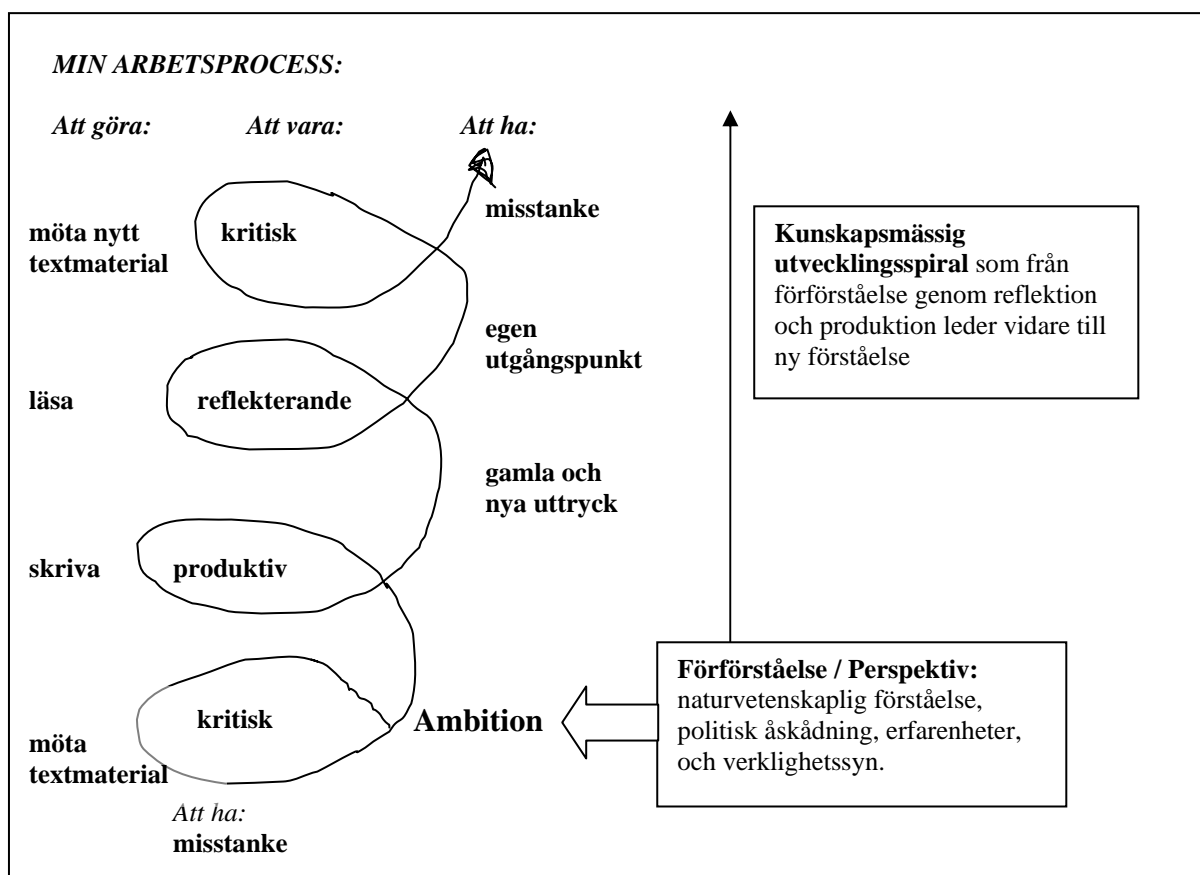 MIN ARBETSPROCESS:
Att göra: Att vara: Att ha:
misstanke
möta nytt
textmaterial
kritisk
Kunskapsmässig
utvecklingsspiral som från
förförståelse genom reflektion
och produktion leder vidare till
ny förståelse
egen
utgångspunkt
läsa
reflekterande
gamla och
nya uttryck
skriva
produktiv
Förförståelse / Perspektiv:
naturvetenskaplig förståelse,
politisk åskådning, erfarenheter,
och verklighetssyn.
kritisk
Ambition
möta
textmaterial
Att ha:
misstanke